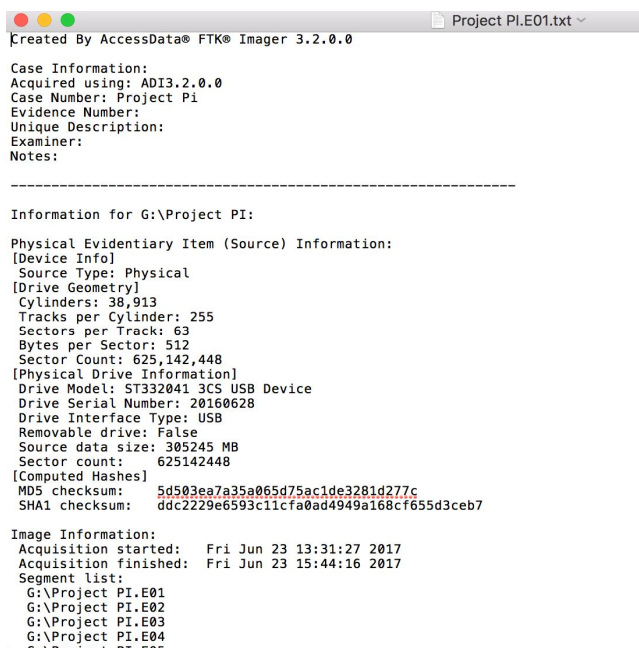 Project PI.E01.txt
Created By AccessData® FTK® Imager 3.2.0.0
Case Information:
Acquired using: ADI3.2.0.0
Case Number: Project Pi
Evidence Number:
Unique Description:
Examiner:
Notes:
--------------------------------------------------------------
Information for G:\Project PI:
Physical Evidentiary Item (Source) Information:
[Device Info]
Source Type: Physical
[Drive Geometry]
Cylinders: 38,913
Tracks per Cylinder: 255
Sectors per Track: 63
Bytes per Sector: 512
Sector Count: 625,142,448
[Physical Drive Information]
Drive Model: ST332041 3CS USB Device
Drive Serial Number: 20160628
Drive Interface Type: USB
Removable drive: False
Source data size: 305245 MB
Sector count:    625142448
[Computed Hashes]
MD5 checksum:    5d503ea7a35a065d75ac1de3281d277c
SHA1 checksum:   ddc2229e6593c11cfa0ad4949a168cf655d3ceb7
Image Information:
Acquisition started:   Fri Jun 23 13:31:27 2017
Acquisition finished:  Fri Jun 23 15:44:16 2017
Segment list:
G:\Project PI.E01
G:\Project PI.E02
G:\Project PI.E03
G:\Project PI.E04